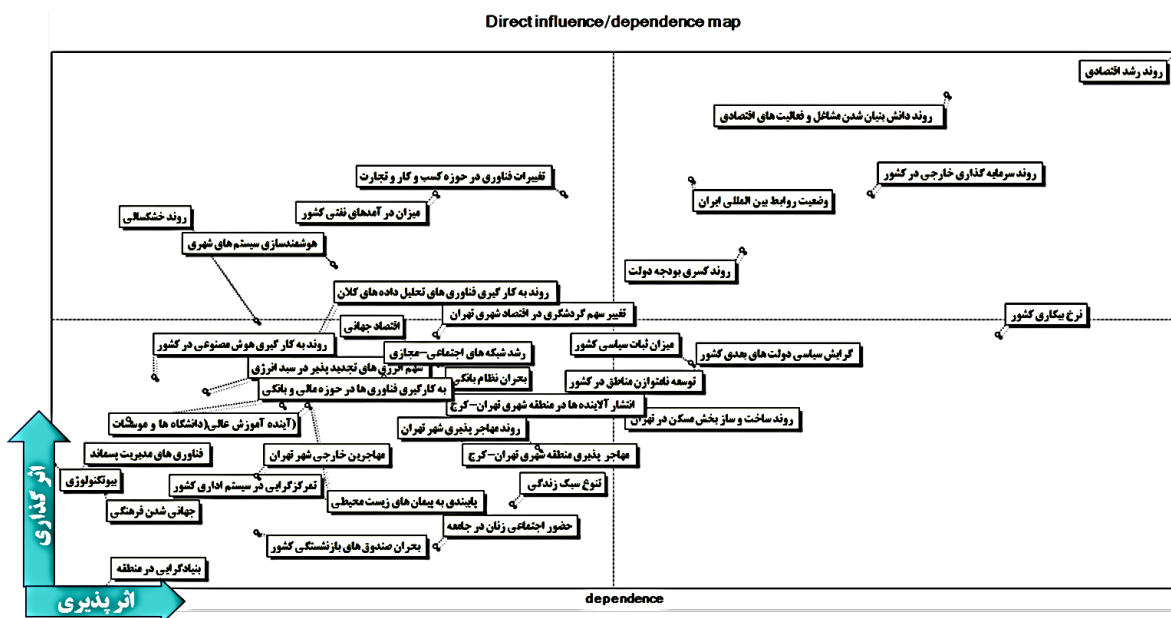 Direct influence/dependence map
روند رشد اقتصادی
روند دانش بنیان شدن مشاغل و فعالیت های اقتصادی
روند سرمایه گذاری خارجی در کشور
تغییرات فناوری در حوزه کسب و کار و تجارت
وضعیت روابط بین المللی ایران
میزان در آمدهای نفتی کشور
روند خشکسالی
هوشمندسازی سیستم های شهری
روند کسری بودجه دولت
روند به کار گیری فناوری های تحلیل داده های کلان
تغییر سهم گردشگری در اقتصاد شهری تهران
نرخ بیکاری کشور
اقتصاد جهانی
روند به کار گیری هوش مصنوعی در کشور
میزان ثبات سیاسی کشور
رشد شبکه های اجتماعی-مجازی
گرایش سیاسی دولت های بعدی کشور
سهم انرژی های تجدید پذیر در سبد انرژی
بحران نظام بانکی
توسعه نامتوازن مناطق در کشور
به کارگیری فناوری ها در حوزه مالی و بانکی
انتشار آلاینده ها در منطقه شهری تهران-کرج
روند ساخت و ساز بخش مسکن در تهران
آینده آموزش عالی(دانشگاه ها و موسسات)
روند مهاجر پذیری شهر تهران
فناوری های مدیریت پسماند
مهاجرین خارجی شهر تهران
مهاجر پذیری منطقه شهری تهران-کرج
بیوتکنولوژی
تمرکزگرایی در سیستم اداری کشور
تنوع سبک زندگی
پایبندی به پیمان های زیست محیطی
جهانی شدن فرهنگی
حضور اجتماعی زنان در جامعه
بحران صندوق های بازنشستگی کشور
بنیادگرایی در منطقه
اثر گذاری
اثر پذیری
dependence